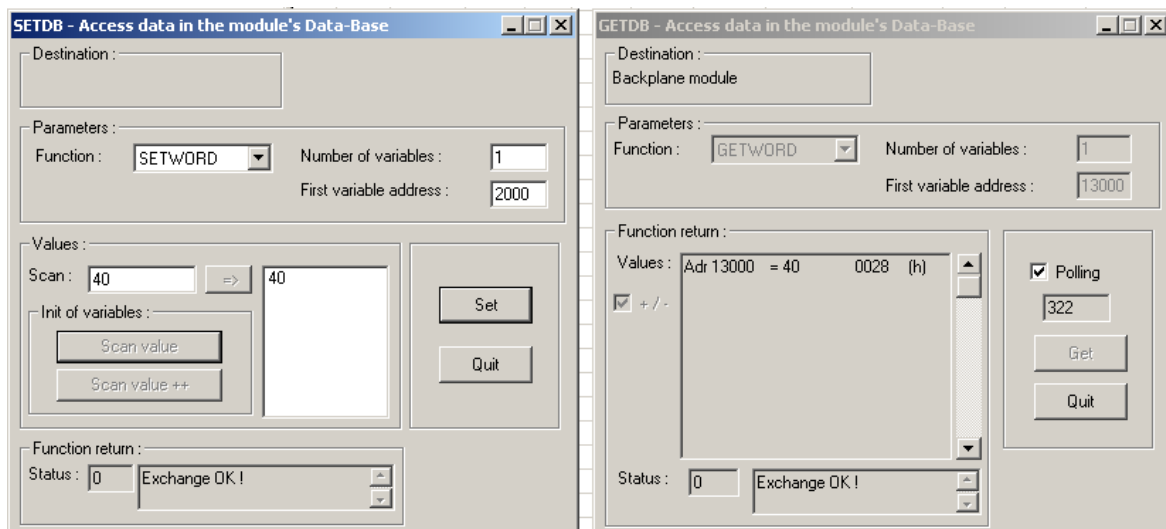 SETDB - Access data in the module's Data-Base
Destination :
Parameters :
Function : SETWORD
Number of variables : 1
First variable address : 2000
Values :
Scan : 40 => 40
Init of variables :
Scan value
Scan value ++
Set
Quit
Function return :
Status : 0 Exchange OK !
GETDB - Access data in the module's Data-Base
Destination :
Backplane module
Parameters :
Function : GETWORD
Number of variables : 1
First variable address : 13000
Function return :
Values : Adr 13000 = 40 0028 (h)
+ / -
Polling
322
Get
Quit
Status : 0 Exchange OK !